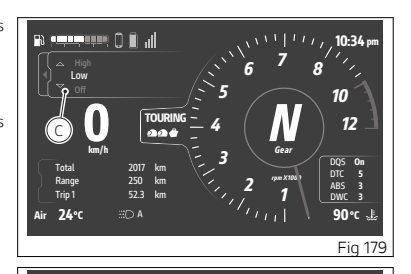 s
10:34 pm
High
Low
Off
s
C
0
km/h
TOURING
1
2
3
4
5
6
7
8
10
12
N
Gear
rpm X1000
Total 2017 km
Range 250 km
Trip 1 52.3 km
DQS On
DTC 5
ABS 3
DWC 3
Air 24°C
A
90°C
Fig 179